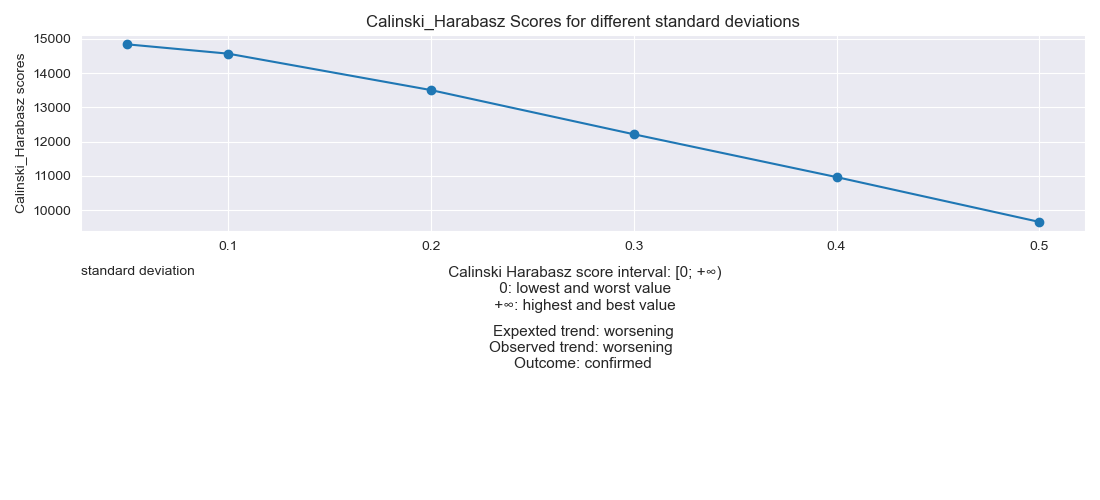 Calinski_Harabasz Scores for different standard deviations
Calinski_Harabasz scores
15000
14000
13000
12000
11000
10000
0.1 0.2 0.3 0.4 0.5
standard deviation
Calinski Harabasz score interval: [0; +∞)
0: lowest and worst value
+∞: highest and best value
Expexted trend: worsening
Observed trend: worsening
Outcome: confirmed